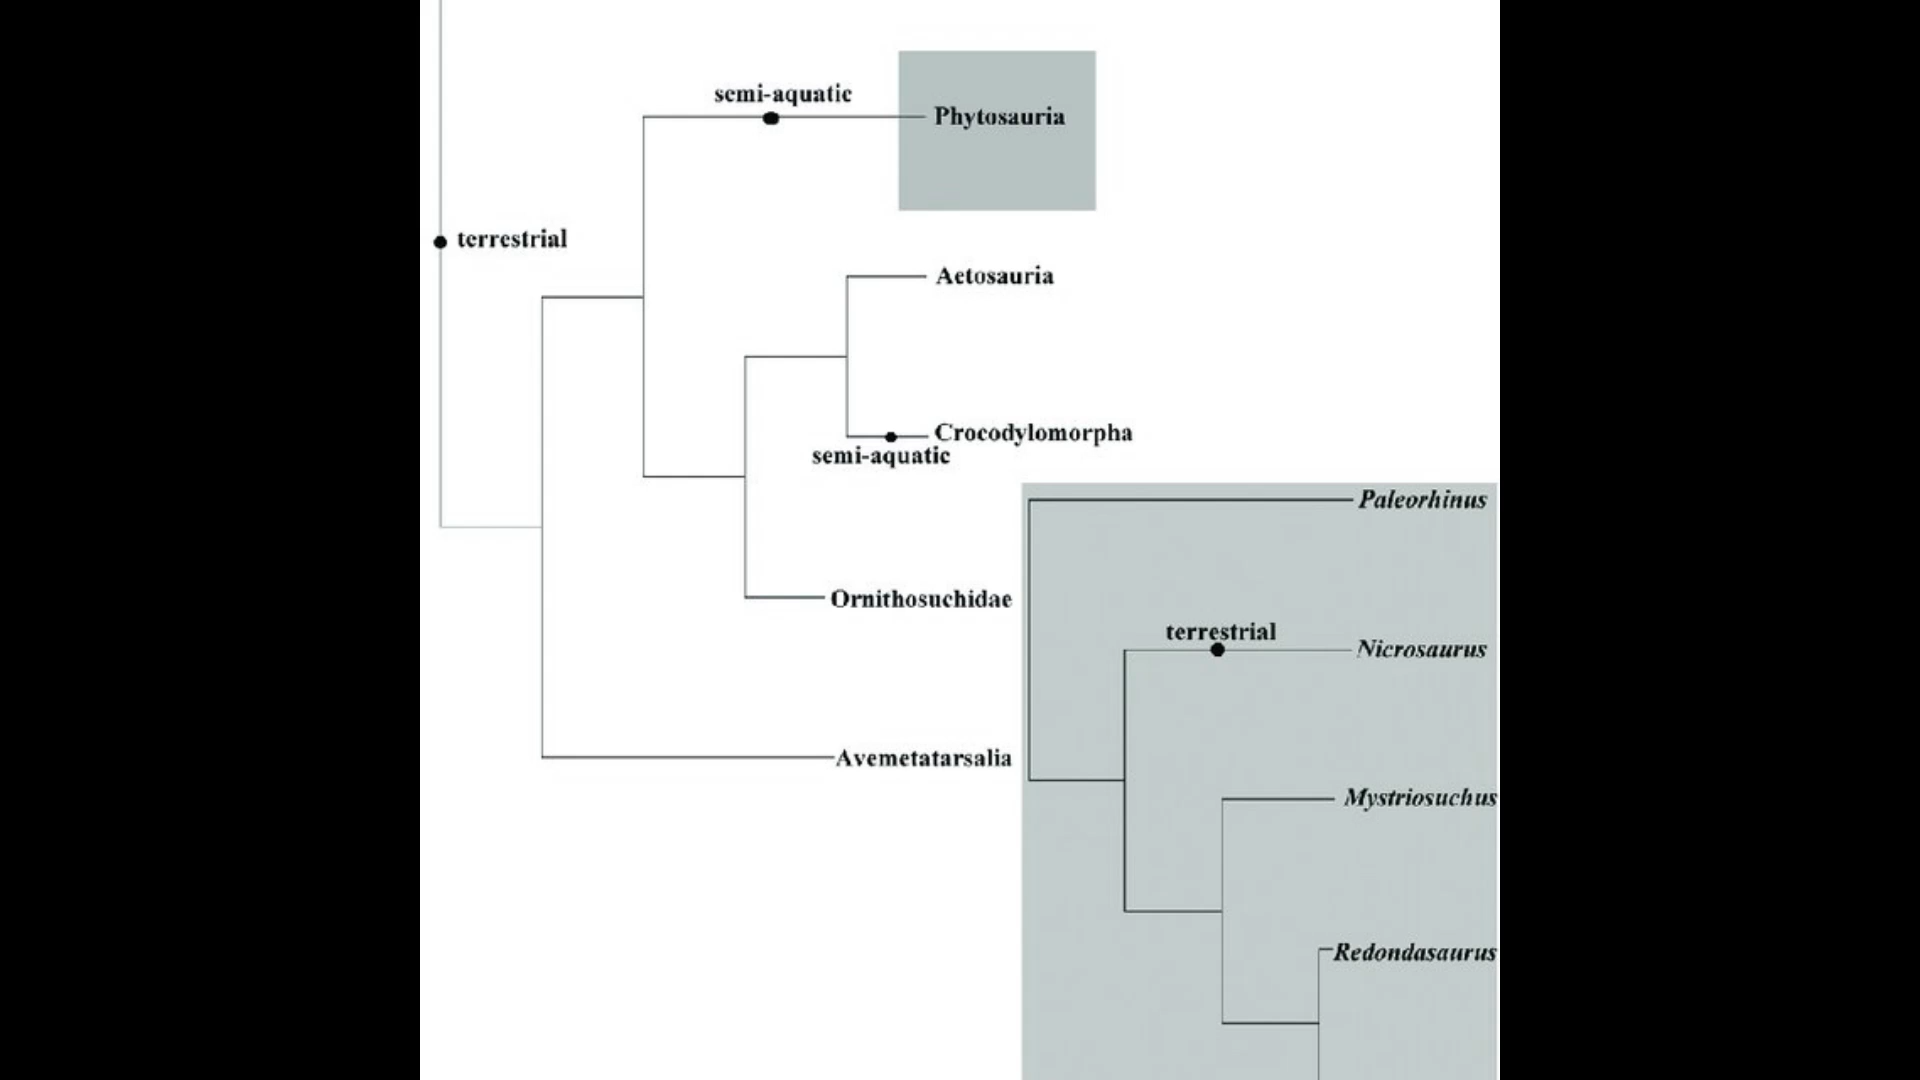 semi-aquatic
Phytosauria
terrestrial
Aetosauria
Crocodylomorpha
semi-aquatic
Paleorhinus
Ornithosuchidae
terrestrial
Nicrosaurus
Avemetatarsalia
Mystriosuchus
Redondasaurus